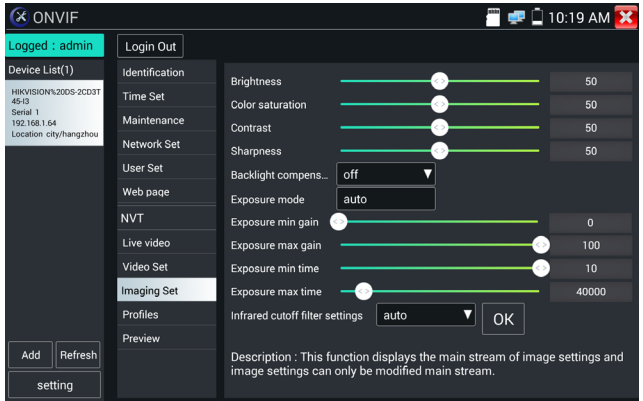 ONVIF
10:19 AM
Logged : admin
Login Out
Device List(1)
HIKVISION%20DS-2CD3T
45-I3
Serial 1
192.168.1.64
Location city/hangzhou
Add
Refresh
setting
Identification
Time Set
Maintenance
Network Set
User Set
Web page
NVT
Live video
Video Set
Imaging Set
Profiles
Preview
Brightness 50
Color saturation 50
Contrast 50
Sharpness 50
Backlight compens... off
Exposure mode auto
Exposure min gain 0
Exposure max gain 100
Exposure min time 10
Exposure max time 40000
Infrared cutoff filter settings auto OK
Description : This function displays the main stream of image settings and
image settings can only be modified main stream.